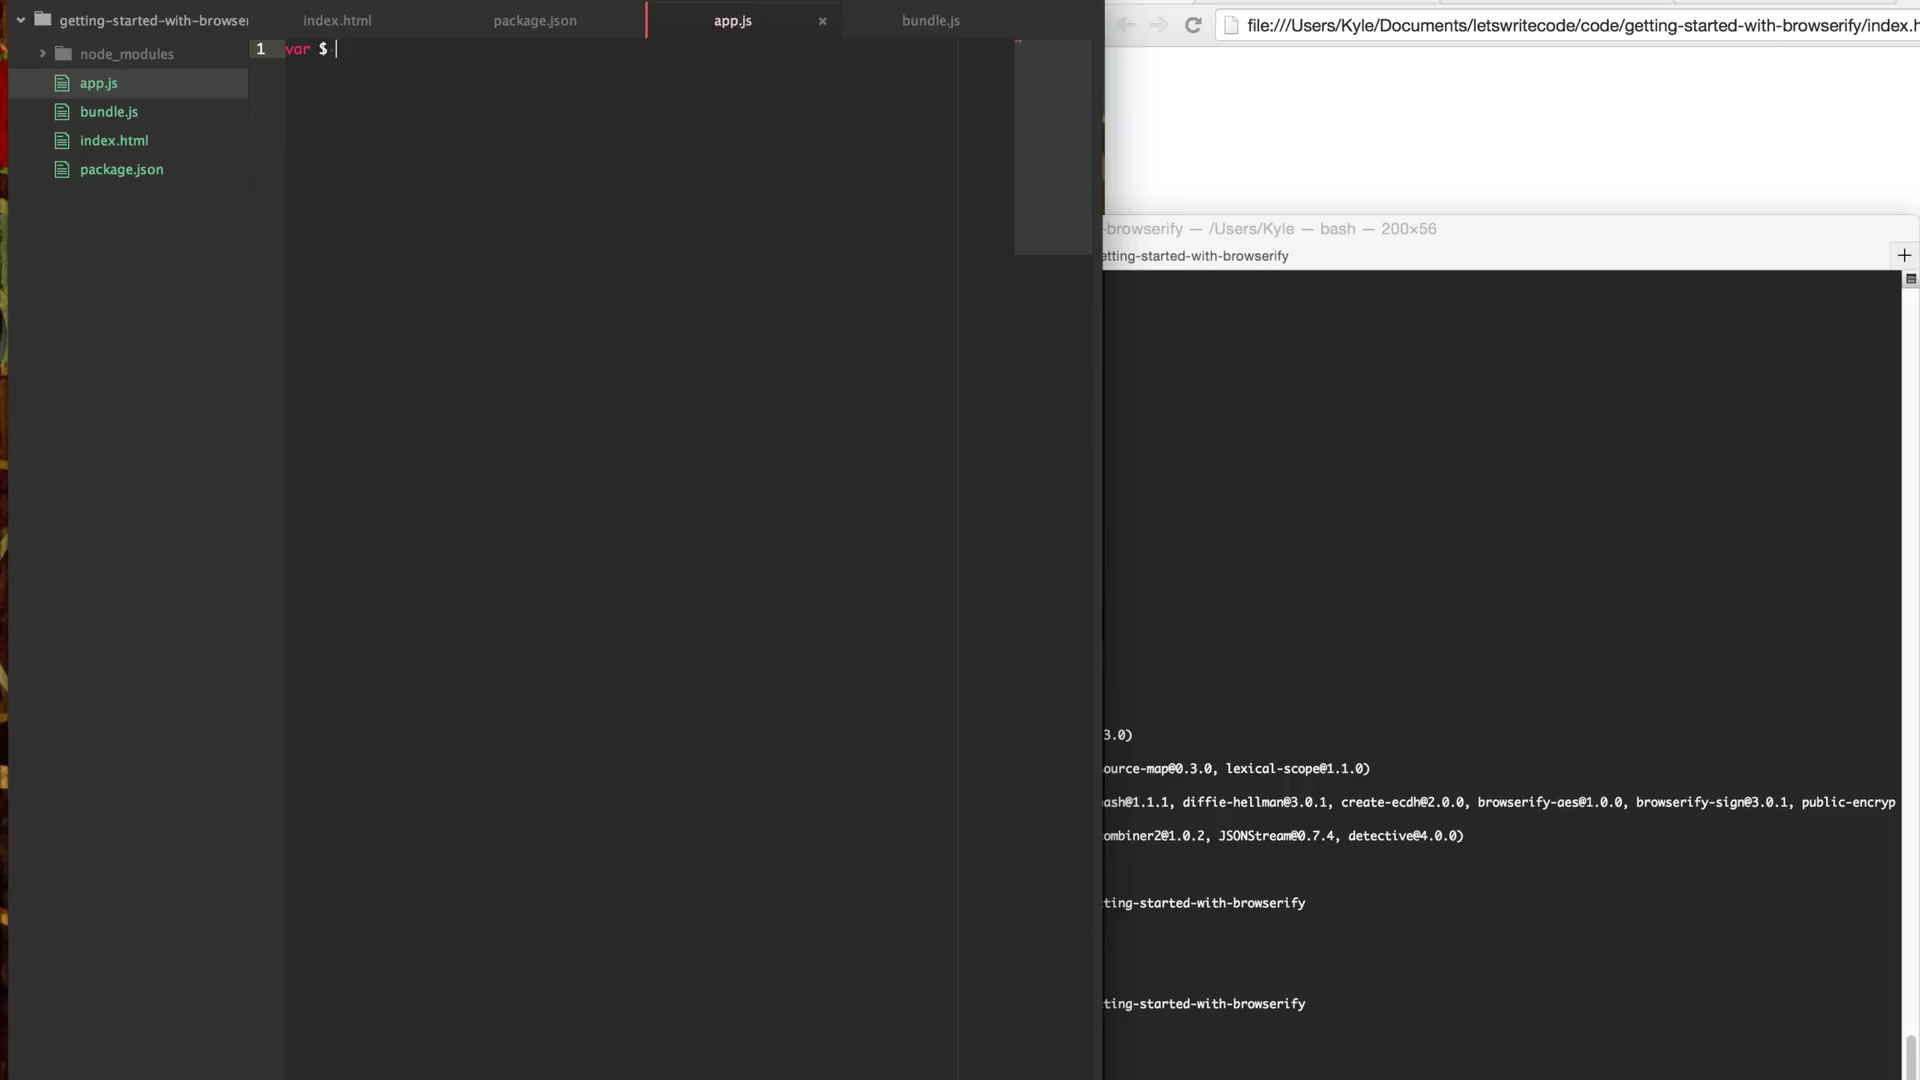 getting-started-with-browser
index.html
package.json
app.js
bundle.js
node_modules
app.js
bundle.js
index.html
package.json
1 var $
file:///Users/Kyle/Documents/letswritecode/code/getting-started-with-browserify/index.h
-browserify — /Users/Kyle — bash — 200×56
etting-started-with-browserify
3.0)
ource-map@0.3.0, lexical-scope@1.1.0)
ash@1.1.1, diffie-hellman@3.0.1, create-ecdh@2.0.0, browserify-aes@1.0.0, browserify-sign@3.0.1, public-encryp
ombiner2@1.0.2, JSONStream@0.7.4, detective@4.0.0)
tting-started-with-browserify
tting-started-with-browserify